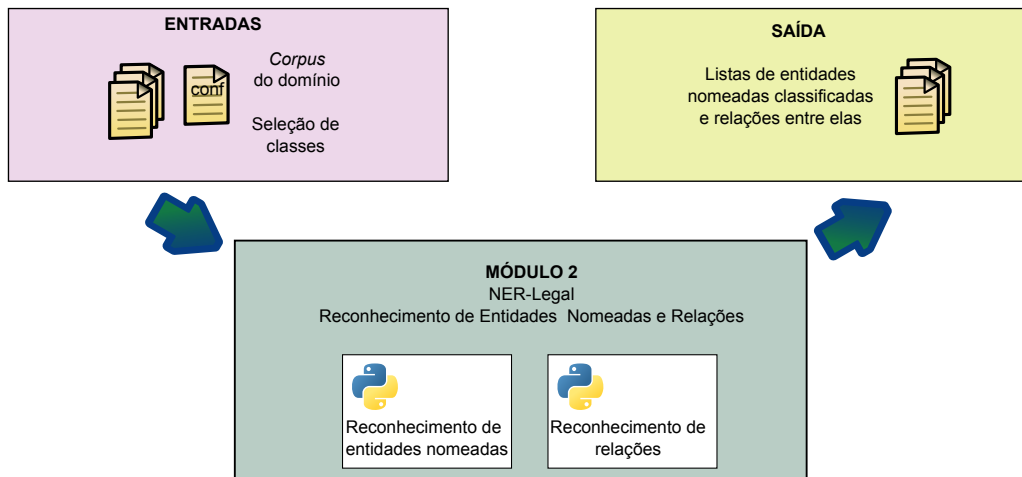 ENTRADAS
Corpus
do domínio
conf
Seleção de
classes
SAÍDA
Listas de entidades
nomeadas classificadas
e relações entre elas
MÓDULO 2
NER-Legal
Reconhecimento de Entidades Nomeadas e Relações
Reconhecimento de
entidades nomeadas
Reconhecimento de
relações